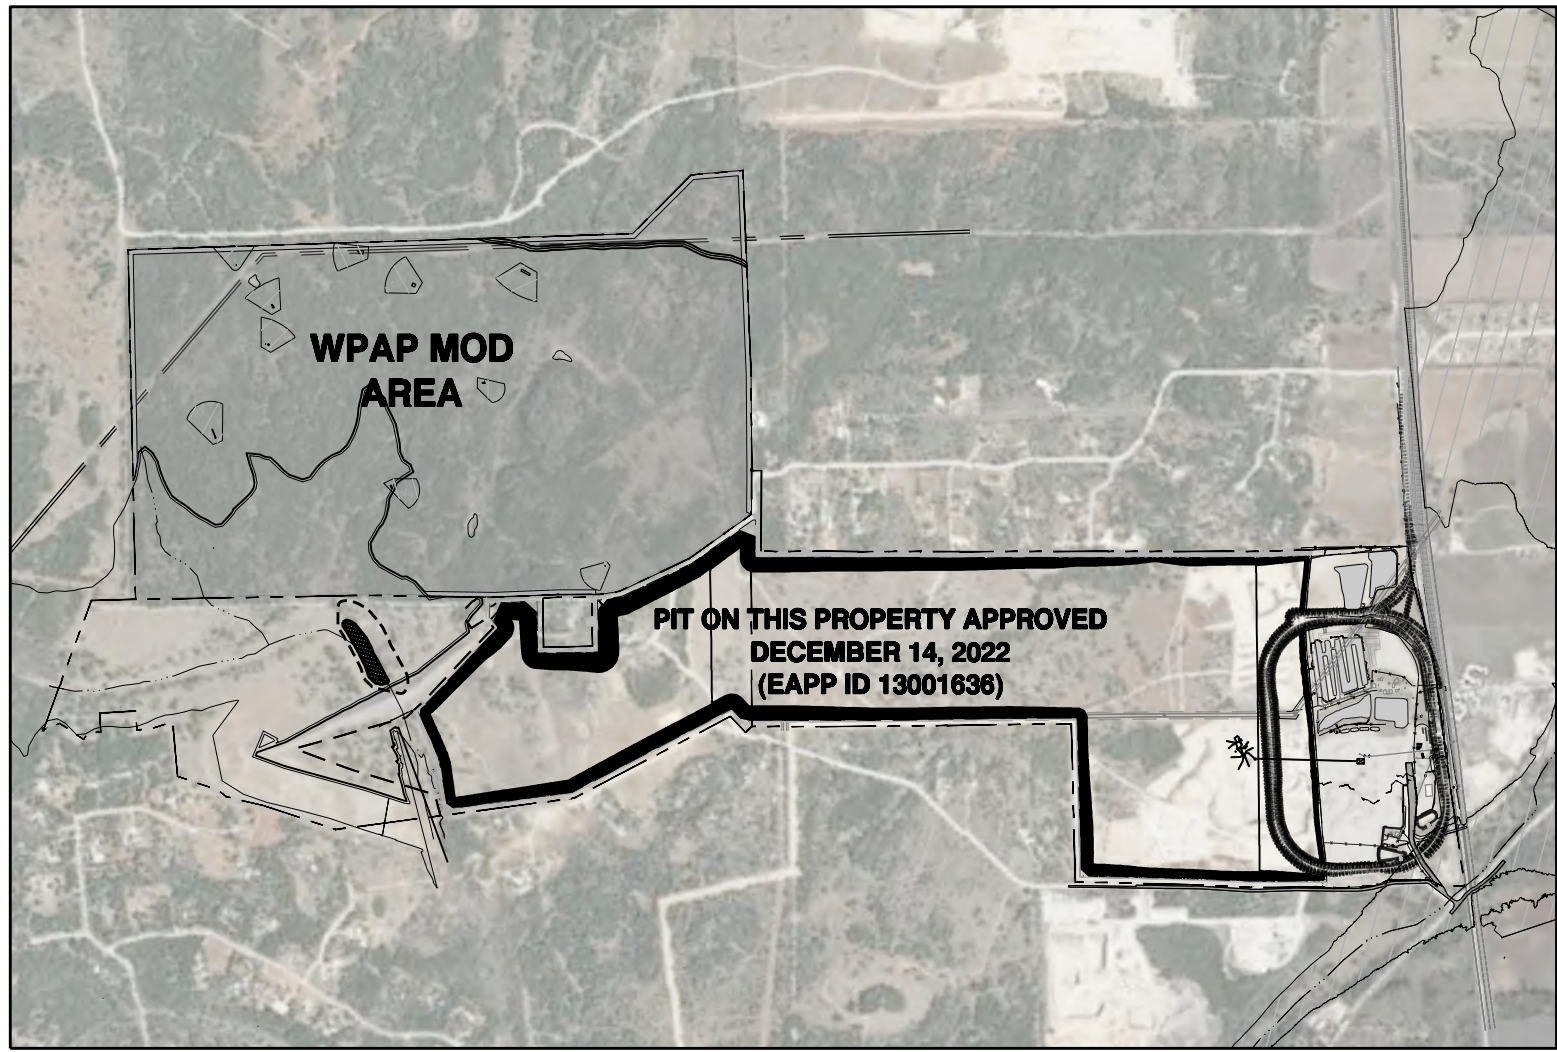 WPAP MOD
AREA
PIT ON THIS PROPERTY APPROVED
DECEMBER 14, 2022
(EAPP ID 13001636)